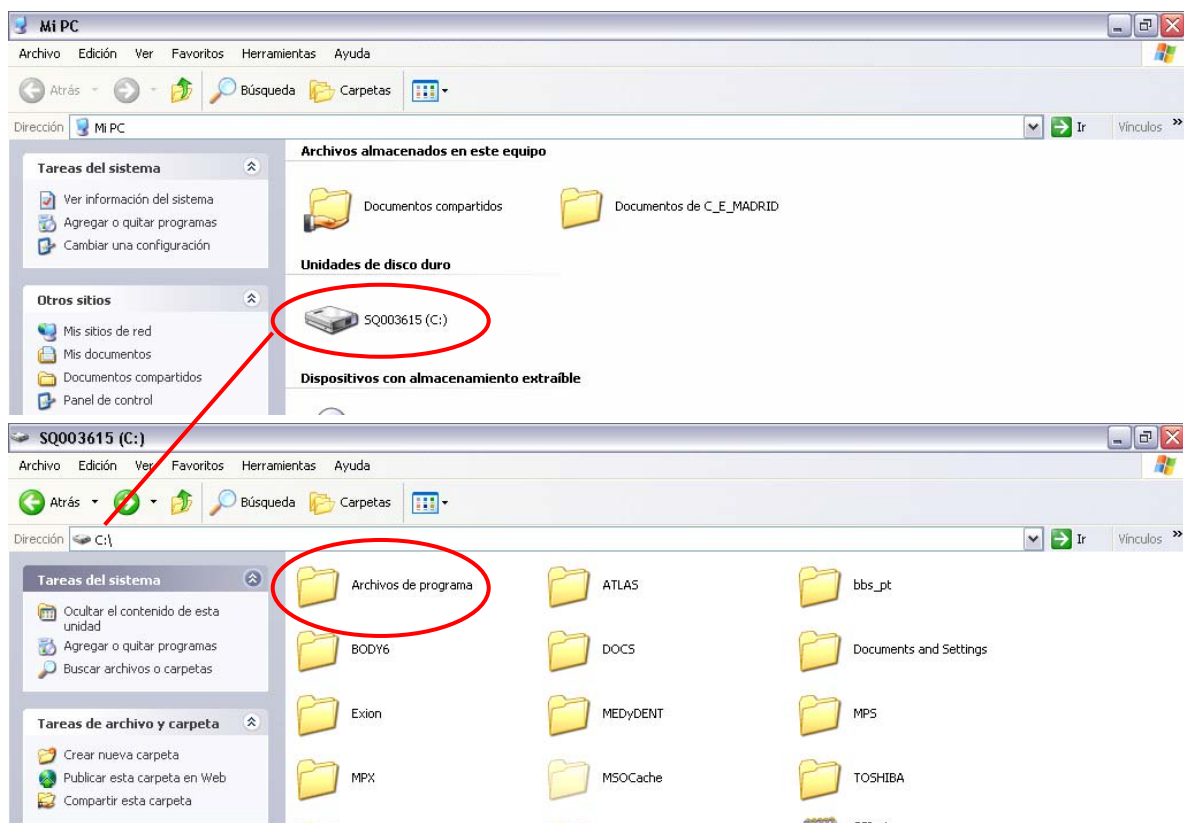 Mi PC
Archivo Edición Ver Favoritos Herramientas Ayuda
Atrás Búsqueda Carpetas
Dirección Mi PC Ir Vínculos »
Archivos almacenados en este equipo
Tareas del sistema
Ver información del sistema
Agregar o quitar programas
Cambiar una configuración
Documentos compartidos Documentos de C_E_MADRID
Unidades de disco duro
Otros sitios
Mis sitios de red
Mis documentos
Documentos compartidos
Panel de control
SQ003615 (C:)
Dispositivos con almacenamiento extraíble
SQ003615 (C:)
Archivo Edición Ver Favoritos Herramientas Ayuda
Atrás Búsqueda Carpetas
Dirección C:\ Ir Vínculos »
Tareas del sistema
Ocultar el contenido de esta
unidad
Agregar o quitar programas
Buscar archivos o carpetas
Tareas de archivo y carpeta
Crear nueva carpeta
Publicar esta carpeta en Web
Compartir esta carpeta
Archivos de programa ATLAS bbs_pt
BODY6 DOCS Documents and Settings
Exion MEDyDENT MPS
MPX MSOCache TOSHIBA